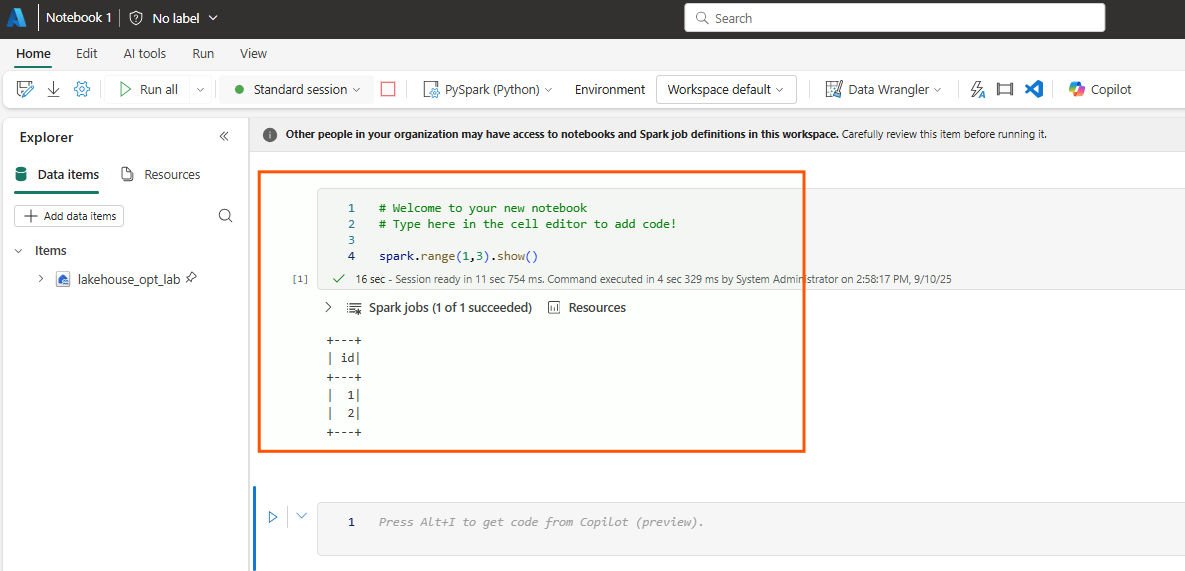 Notebook 1 No label Search
Home Edit AI tools Run View
Run all Standard session PySpark (Python) Environment Workspace default Data Wrangler Copilot
Explorer
Other people in your organization may have access to notebooks and Spark job definitions in this workspace. Carefully review this item before running it.
Data items Resources
Add data items
Items
lakehouse_opt_lab
1 # Welcome to your new notebook
2 # Type here in the cell editor to add code!
3
4 spark.range(1,3).show()
[1] 16 sec - Session ready in 11 sec 754 ms. Command executed in 4 sec 329 ms by System Administrator on 2:58:17 PM, 9/10/25
Spark jobs (1 of 1 succeeded) Resources
+---+
| id|
+---+
|  1|
|  2|
+---+
1 Press Alt+I to get code from Copilot (preview).